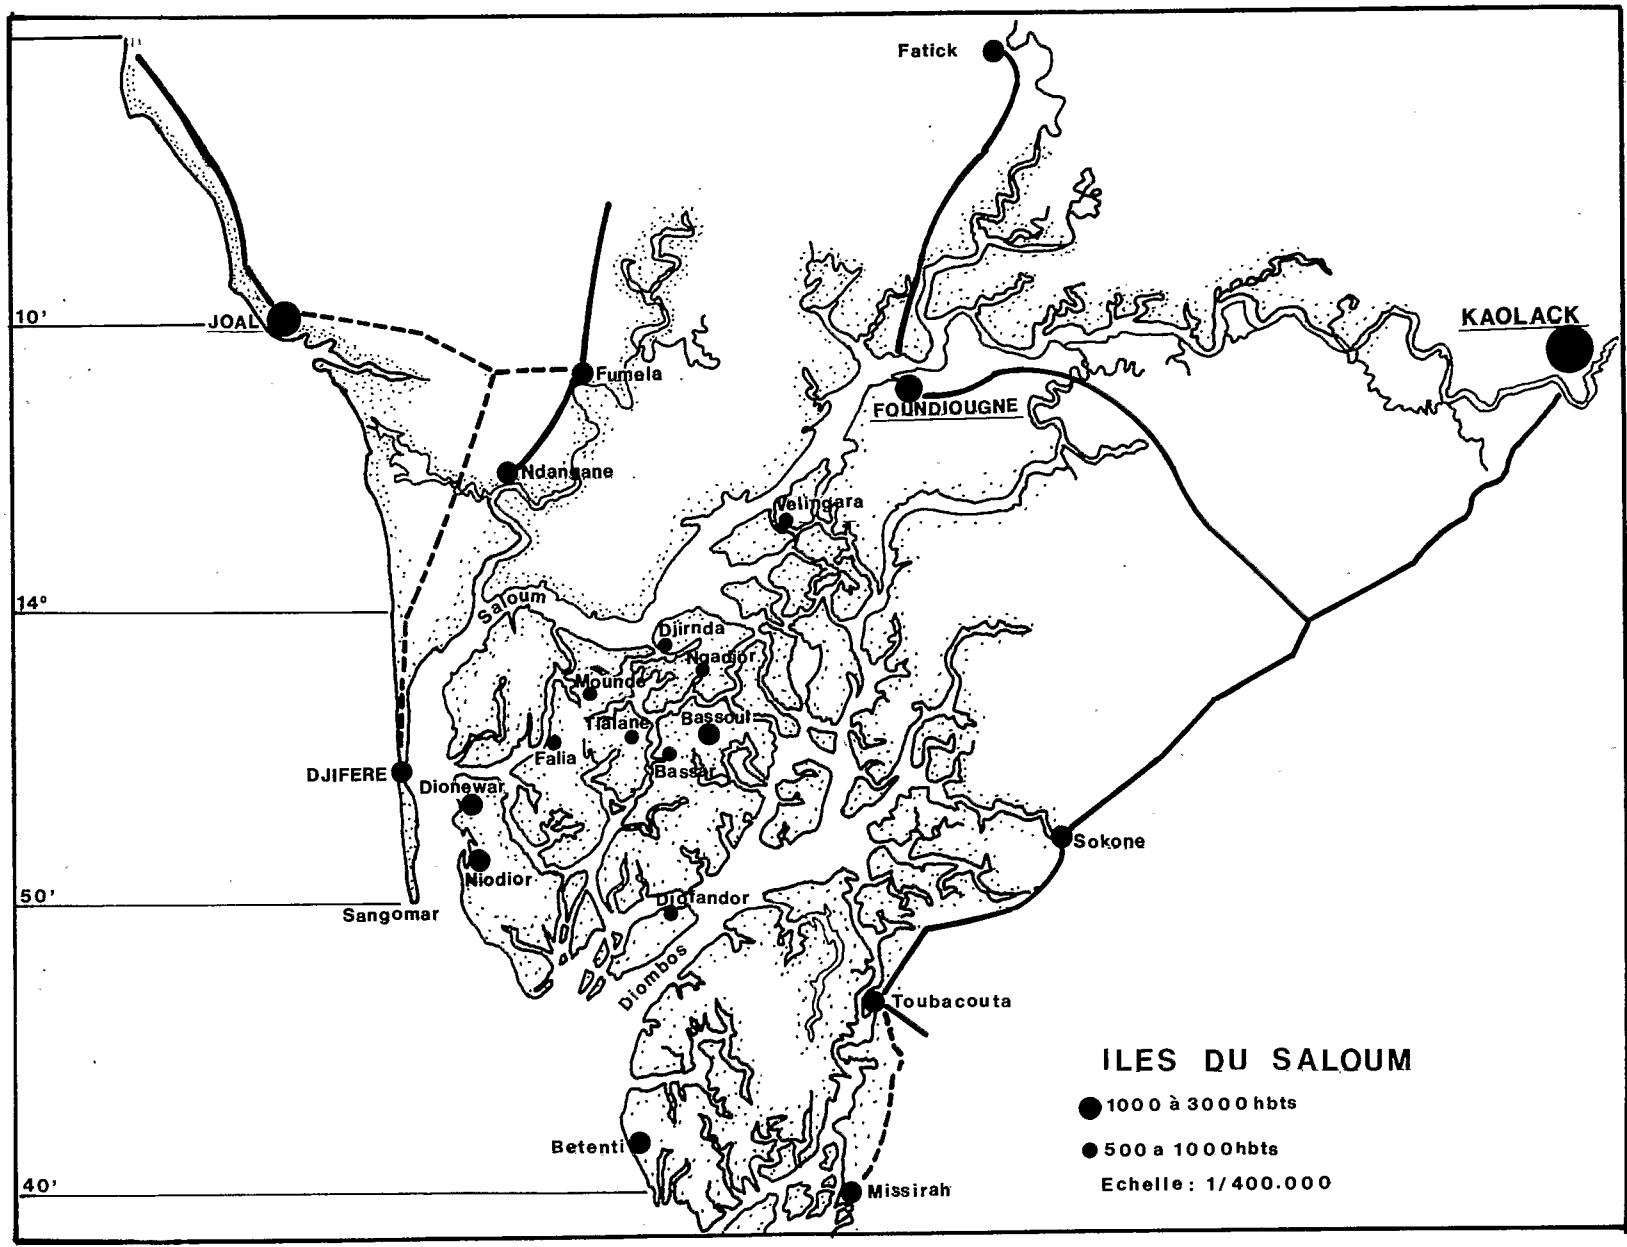 Fatick
10'
JOAL
KAOLACK
Fumela
FOUNDIOUGNE
Ndangane
Velingara
14°
Saloum
Djirnda
Ngadior
Mounde
Tialane
Bassoul
Falia
Bassar
DJIFERE
Dionewar
Sokone
Niodior
50'
Sangomar
Diofandor
Diombos
Toubacouta
ILES DU SALOUM
1000 à 3000 hbts
Betenti
500 a 1000 hbts
Echelle : 1/400.000
40'
Missirah